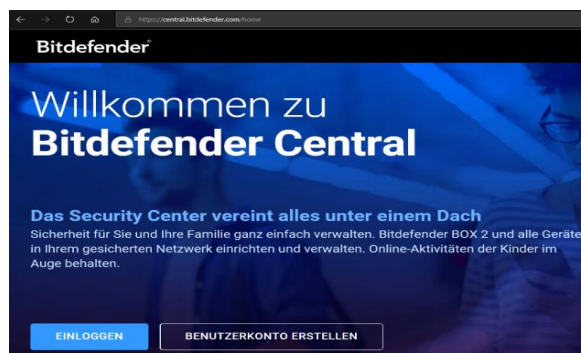 https://central.bitdefender.com/home
Bitdefender®
Willkommen zu
Bitdefender Central
Das Security Center vereint alles unter einem Dach
Sicherheit für Sie und Ihre Familie ganz einfach verwalten. Bitdefender BOX 2 und alle Geräte
in Ihrem gesicherten Netzwerk einrichten und verwalten. Online-Aktivitäten der Kinder im
Auge behalten.
EINLOGGEN
BENUTZERKONTO ERSTELLEN